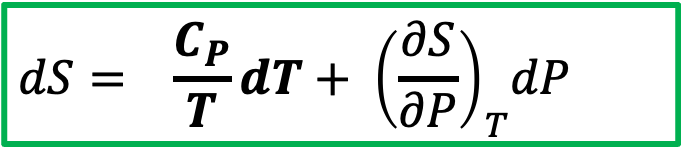 dS = C_P/T dT + (∂S/∂P)_T dP